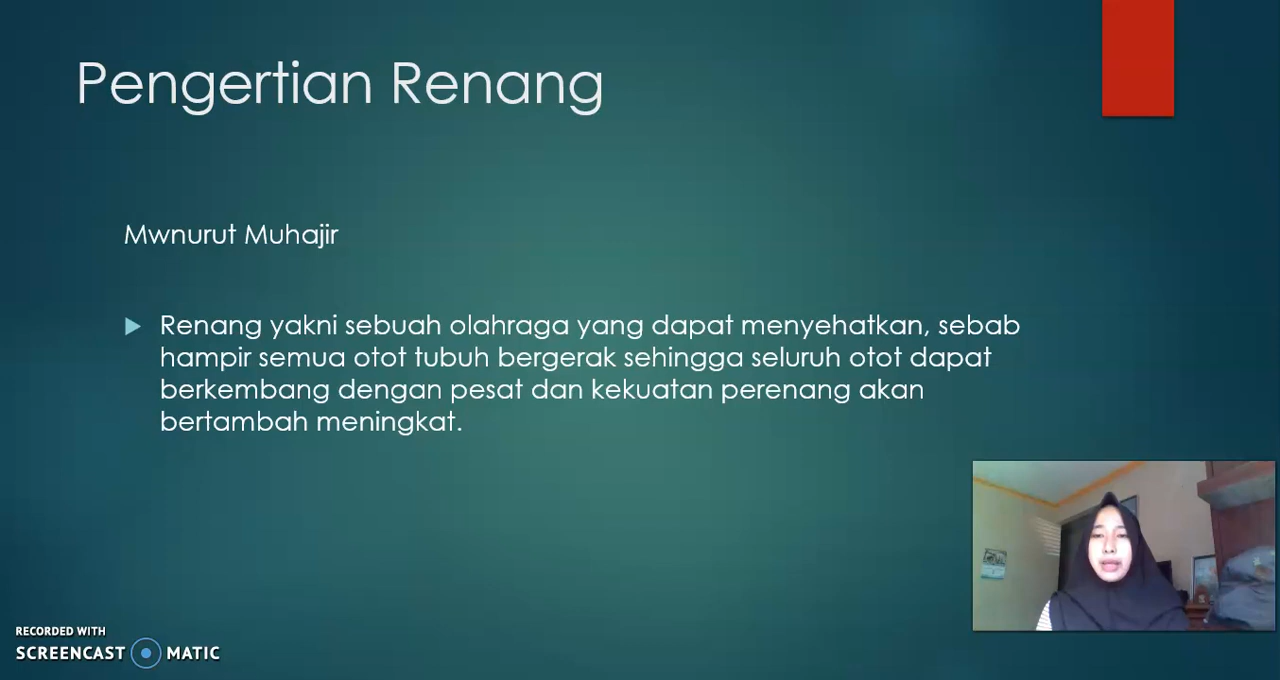 Pengertian Renang
Mwnurut Muhajir
Renang yakni sebuah olahraga yang dapat menyehatkan, sebab
hampir semua otot tubuh bergerak sehingga seluruh otot dapat
berkembang dengan pesat dan kekuatan perenang akan
bertambah meningkat.
RECORDED WITH
SCREENCAST MATIC